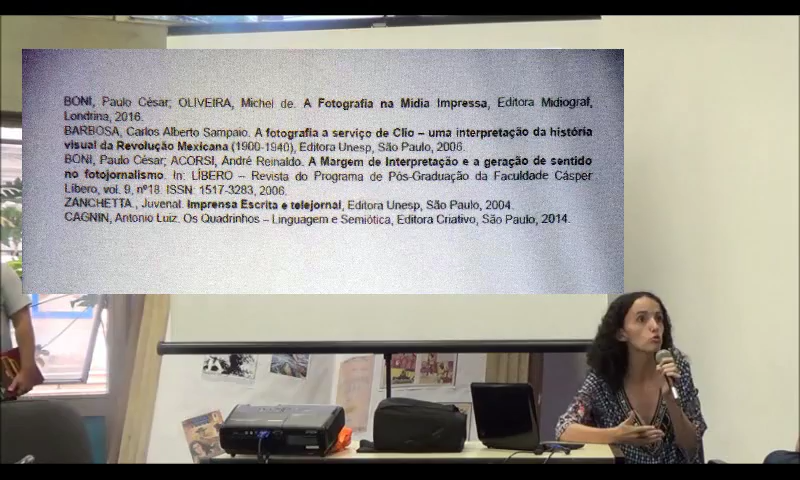 BONI, Paulo César; OLIVEIRA, Michel de. A Fotografia na Mídia Impressa, Editora Midiograf,
Londrina, 2016.
BARBOSA, Carlos Alberto Sampaio. A fotografia a serviço de Clio – uma interpretação da história
visual da Revolução Mexicana (1900-1940), Editora Unesp, São Paulo, 2006.
BONI, Paulo César; ACORSI, André Reinaldo. A Margem de Interpretação e a geração de sentido
no fotojornalismo. In: LÍBERO – Revista do Programa de Pós-Graduação da Faculdade Cásper
Líbero, vol. 9, nº18. ISSN: 1517-3283, 2006.
ZANCHETTA , Juvenal. Imprensa Escrita e telejornal, Editora Unesp, São Paulo, 2004.
CAGNIN, Antonio Luiz. Os Quadrinhos – Linguagem e Semiótica, Editora Criativo, São Paulo, 2014.